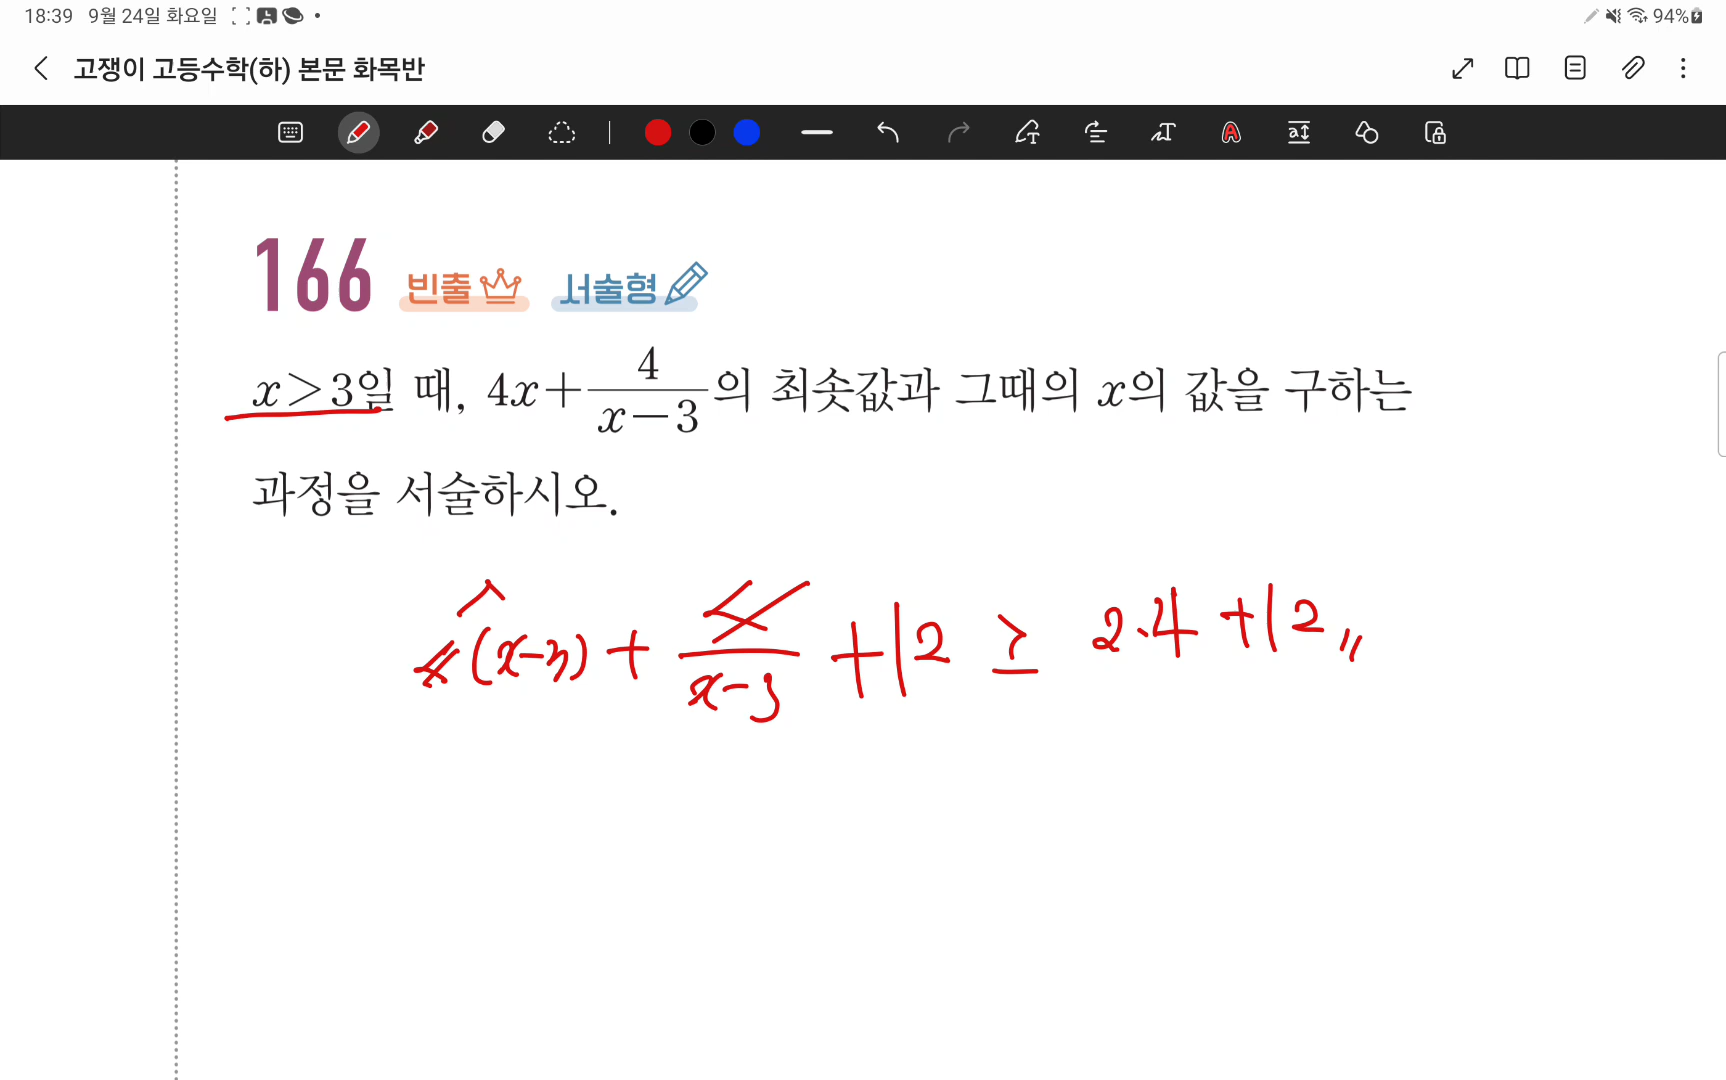 18:39 9월 24일 화요일 94%
고쟁이 고등수학(하) 본문 화목반
166 빈출 서술형
x>3일 때, 4x+\frac{4}{x-3}의 최솟값과 그때의 x의 값을 구하는
과정을 서술하시오.
4(x-3) + \frac{4}{x-3} +12 ≥ 2·4 +12 〃